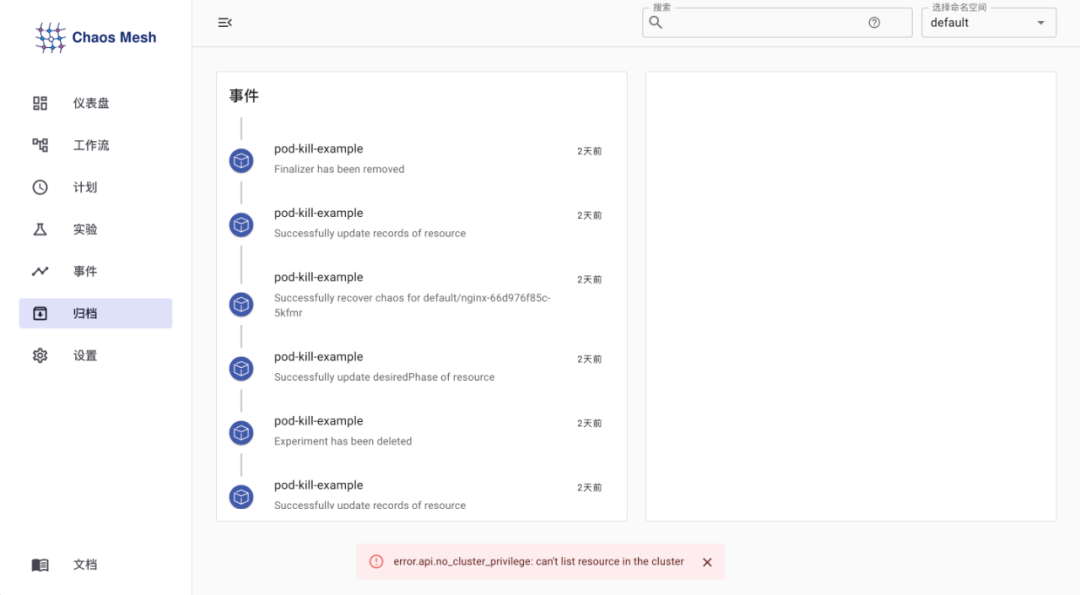 Chaos Mesh
仪表盘
工作流
计划
实验
事件
归档
设置
文档
搜索
选择命名空间
default
事件
pod-kill-example
2天前
Finalizer has been removed
pod-kill-example
2天前
Successfully update records of resource
pod-kill-example
2天前
Successfully recover chaos for default/nginx-66d976f85c-
5kfmr
pod-kill-example
2天前
Successfully update desiredPhase of resource
pod-kill-example
2天前
Experiment has been deleted
pod-kill-example
2天前
Successfully update records of resource
error.api.no_cluster_privilege: can't list resource in the cluster